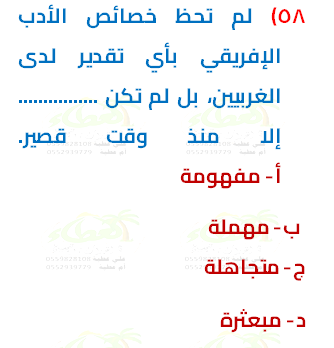 ٥٨) لم تحظ خصائص الأدب
الإفريقي بأي تقدير لدى
الغربيين، بل لم تكن ................
إلا منذ وقت قصير.
أ- مفهومة
ب- مهملة
ج- متجاهلة
د- مبعثرة